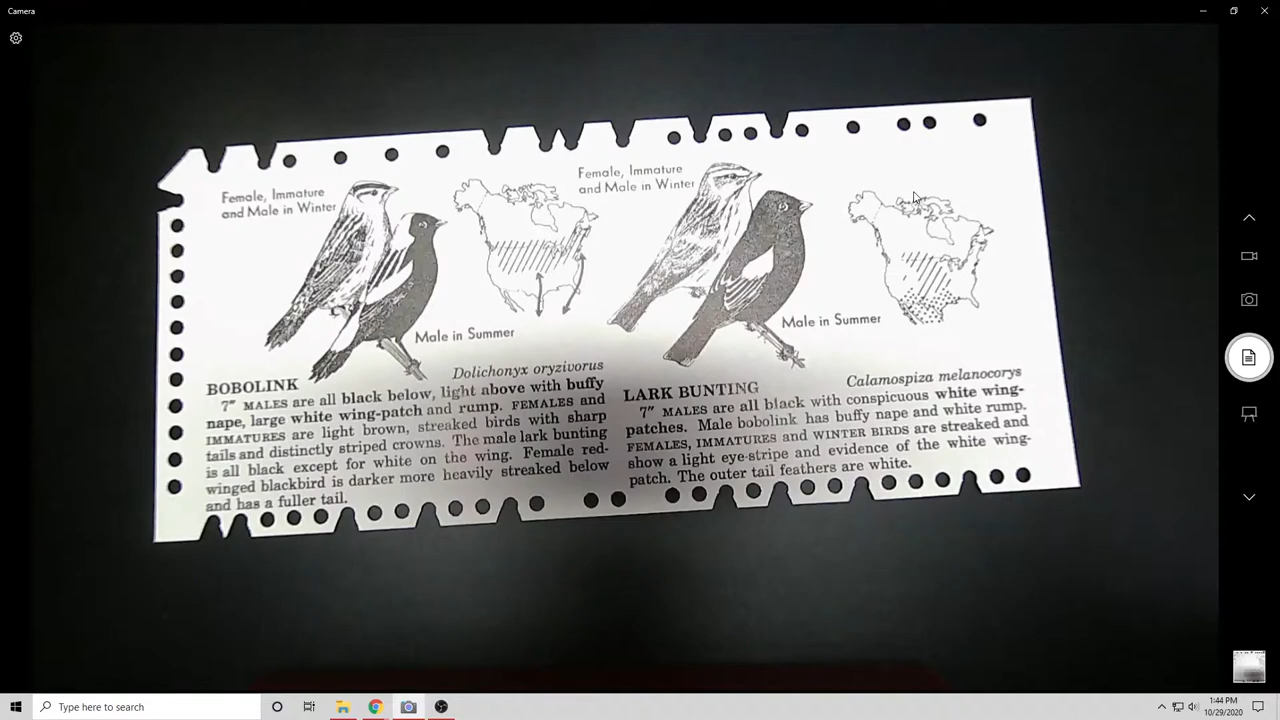 Camera
Female, Immature
and Male in Winter
Male in Summer
BOBOLINK
Dolichonyx oryzivorus
7" MALES are all black below, light above with buffy
nape, large white wing-patch and rump. FEMALES and
IMMATURES are light brown, streaked birds with sharp
tails and distinctly striped crowns. The male lark bunting
is all black except for white on the wing. Female red-
winged blackbird is darker more heavily streaked below
and has a fuller tail.
Female, Immature
and Male in Winter
Male in Summer
LARK BUNTING
Calamospiza melanocorys
7" MALES are all black with conspicuous white wing-
patches. Male bobolink has buffy nape and white rump.
FEMALES, IMMATURES and WINTER BIRDS are streaked and
show a light eye-stripe and evidence of the white wing-
patch. The outer tail feathers are white.
Type here to search
1:44 PM
10/29/2020